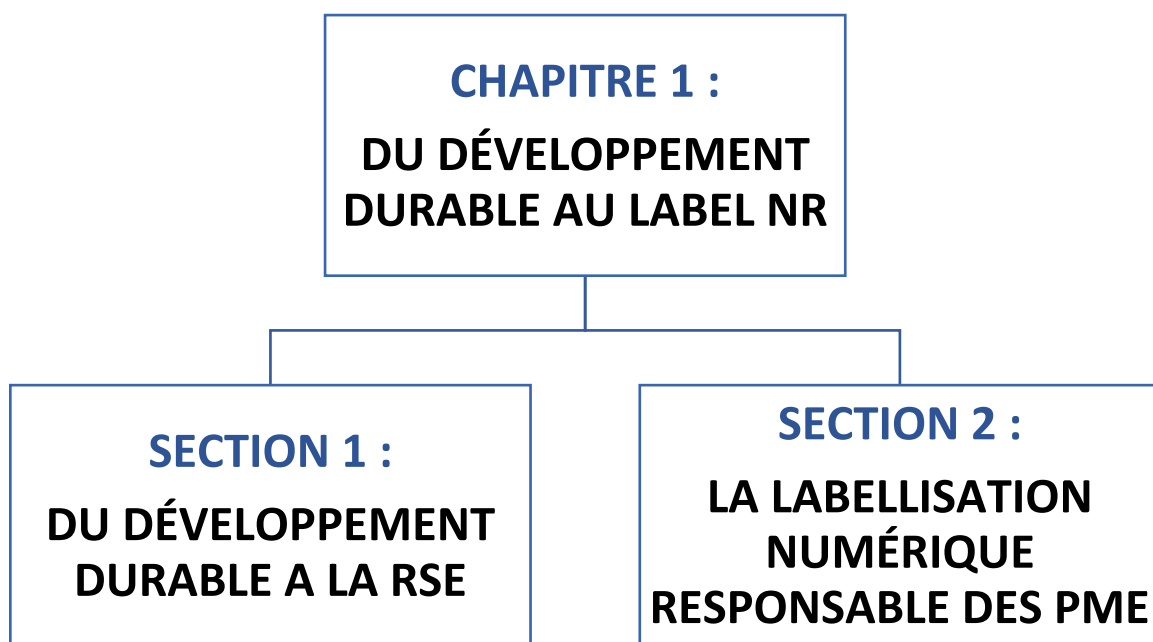 CHAPITRE 1 :
DU DÉVELOPPEMENT
DURABLE AU LABEL NR
SECTION 1 :
DU DÉVELOPPEMENT
DURABLE A LA RSE
SECTION 2 :
LA LABELLISATION
NUMÉRIQUE
RESPONSABLE DES PME